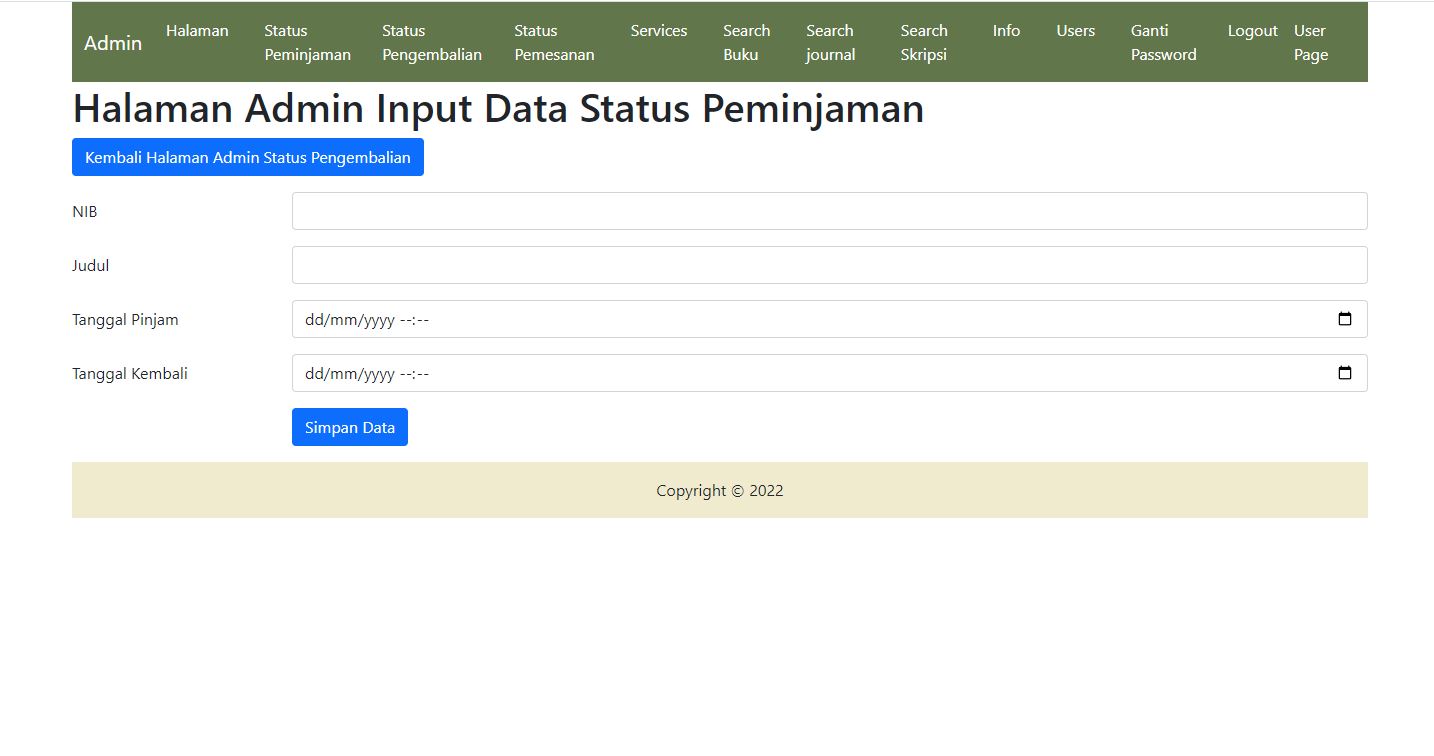 Admin
Halaman
Status Peminjaman
Status Pengembalian
Status Pemesanan
Services
Search Buku
Search journal
Search Skripsi
Info
Users
Ganti Password
Logout
User Page
Halaman Admin Input Data Status Peminjaman
Kembali Halaman Admin Status Pengembalian
NIB
Judul
Tanggal Pinjam
dd/mm/yyyy --:--
Tanggal Kembali
dd/mm/yyyy --:--
Simpan Data
Copyright © 2022